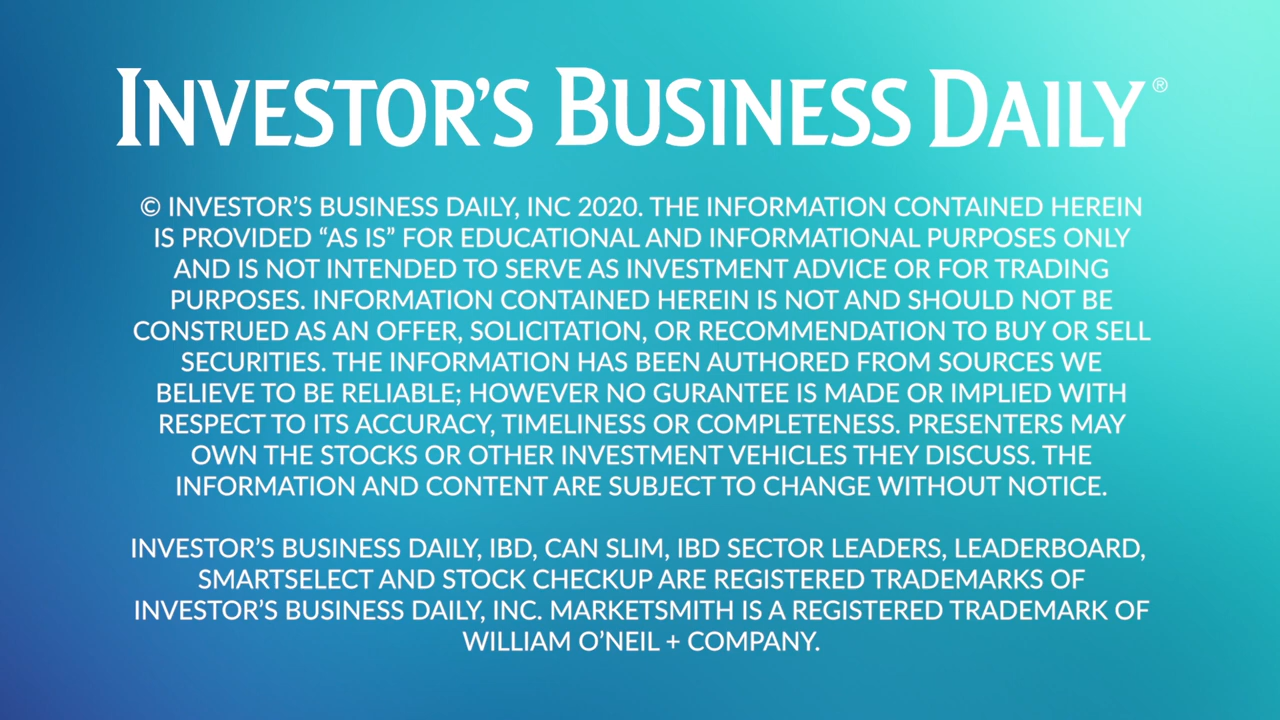 INVESTOR'S BUSINESS DAILY®
© INVESTOR'S BUSINESS DAILY, INC 2020. THE INFORMATION CONTAINED HEREIN
IS PROVIDED “AS IS” FOR EDUCATIONAL AND INFORMATIONAL PURPOSES ONLY
AND IS NOT INTENDED TO SERVE AS INVESTMENT ADVICE OR FOR TRADING
PURPOSES. INFORMATION CONTAINED HEREIN IS NOT AND SHOULD NOT BE
CONSTRUED AS AN OFFER, SOLICITATION, OR RECOMMENDATION TO BUY OR SELL
SECURITIES. THE INFORMATION HAS BEEN AUTHORED FROM SOURCES WE
BELIEVE TO BE RELIABLE; HOWEVER NO GURANTEE IS MADE OR IMPLIED WITH
RESPECT TO ITS ACCURACY, TIMELINESS OR COMPLETENESS. PRESENTERS MAY
OWN THE STOCKS OR OTHER INVESTMENT VEHICLES THEY DISCUSS. THE
INFORMATION AND CONTENT ARE SUBJECT TO CHANGE WITHOUT NOTICE.
INVESTOR'S BUSINESS DAILY, IBD, CAN SLIM, IBD SECTOR LEADERS, LEADERBOARD,
SMARTSELECT AND STOCK CHECKUP ARE REGISTERED TRADEMARKS OF
INVESTOR'S BUSINESS DAILY, INC. MARKETSMITH IS A REGISTERED TRADEMARK OF
WILLIAM O'NEIL + COMPANY.